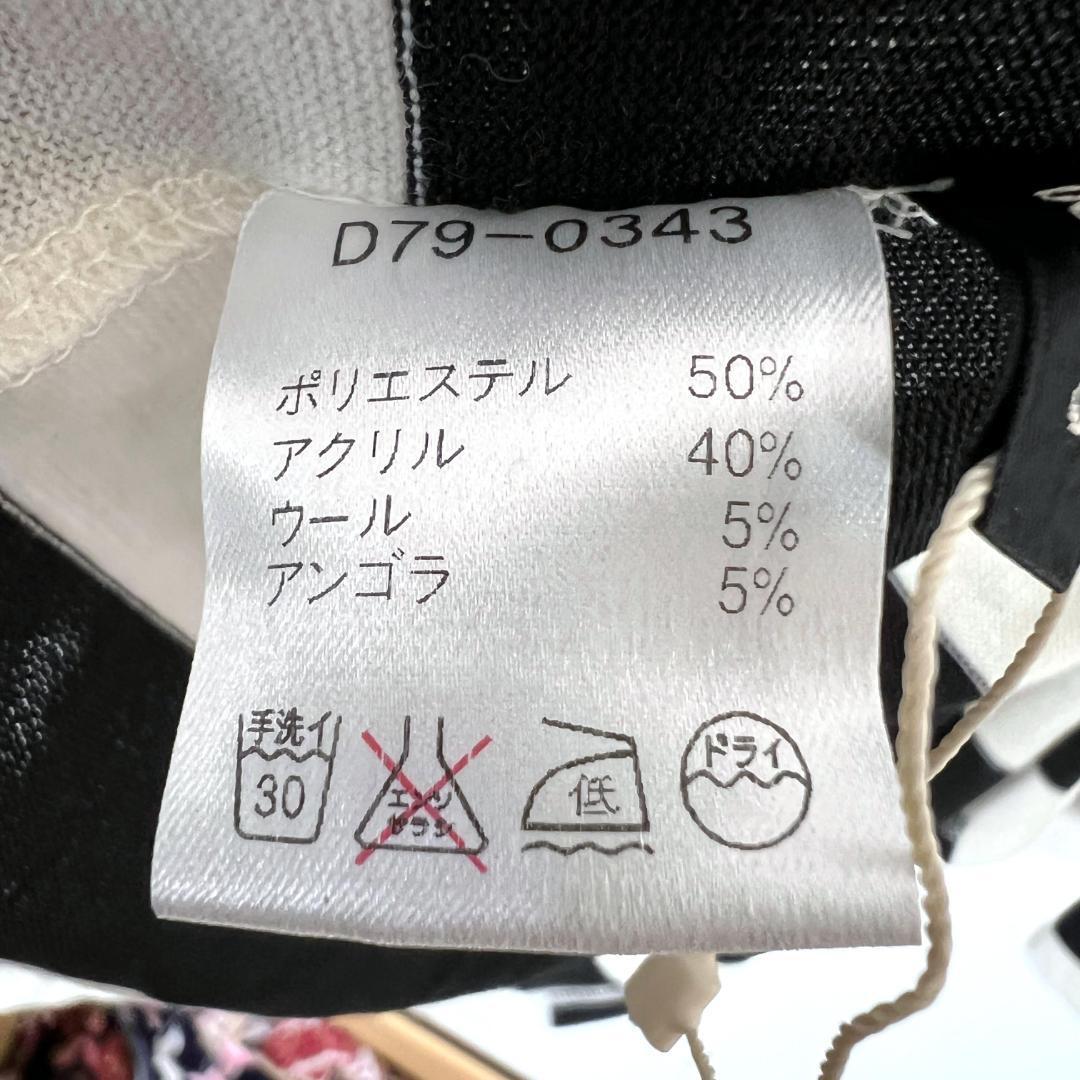 D79-0343
ポリエステル 50%
アクリル 40%
ウール 5%
アンゴラ 5%
手洗イ
30
エンソ
サラシ
低
ドライ